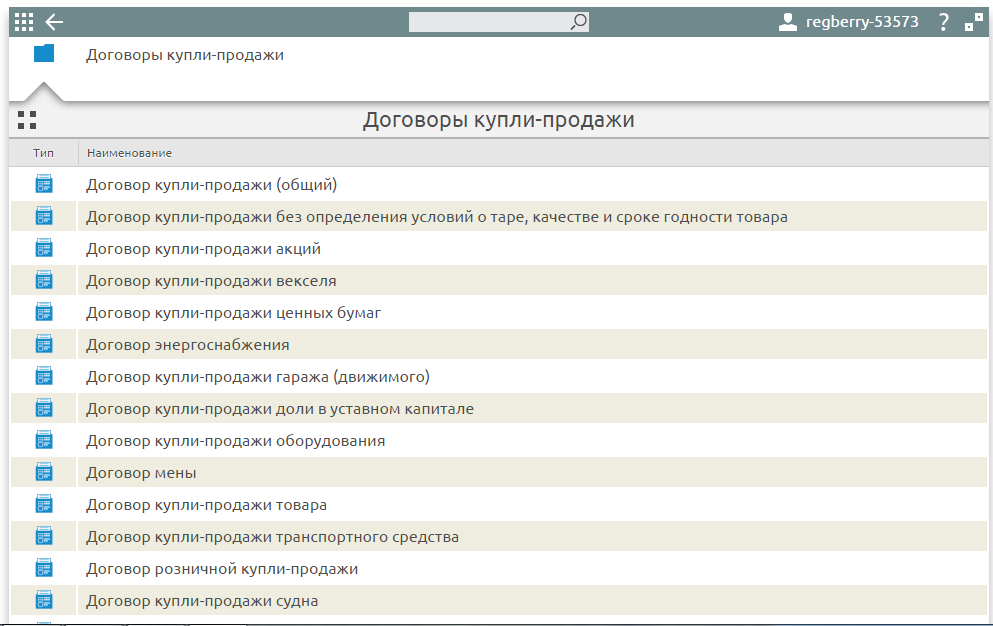 regberry-53573 ?
Договоры купли-продажи
Договоры купли-продажи
Тип Наименование
Договор купли-продажи (общий)
Договор купли-продажи без определения условий о таре, качестве и сроке годности товара
Договор купли-продажи акций
Договор купли-продажи векселя
Договор купли-продажи ценных бумаг
Договор энергоснабжения
Договор купли-продажи гаража (движимого)
Договор купли-продажи доли в уставном капитале
Договор купли-продажи оборудования
Договор мены
Договор купли-продажи товара
Договор купли-продажи транспортного средства
Договор розничной купли-продажи
Договор купли-продажи судна